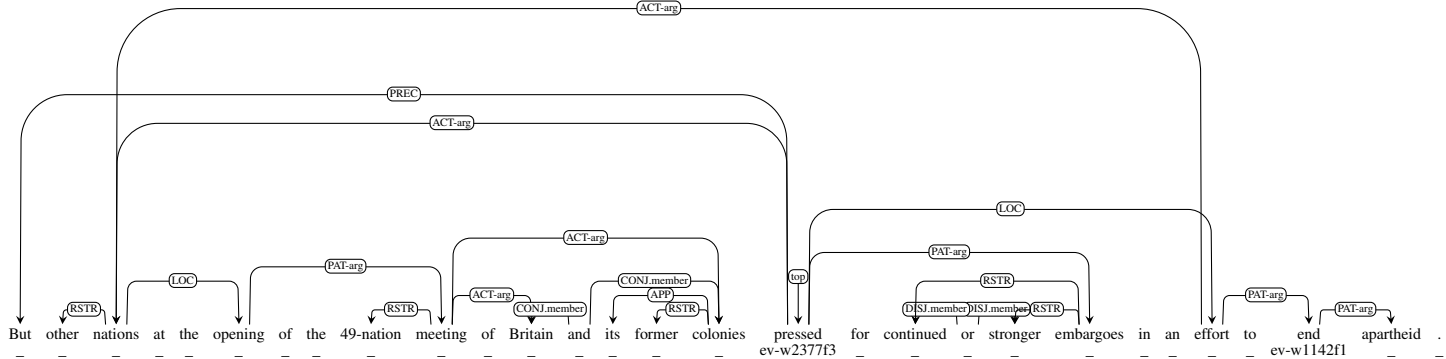 ACT-arg
PREC
ACT-arg
LOC
ACT-arg
PAT-arg
PAT-arg
top
LOC CONJ.member RSTR
ACT-arg APP PAT-arg
RSTR RSTR CONJ.member RSTR DISJ.member DISJ.member RSTR PAT-arg
But other nations at the opening of the 49-nation meeting of Britain and its former colonies pressed for continued or stronger embargoes in an effort to end apartheid .
_ _ _ _ _ _ _ _ _ _ _ _ _ _ _ _ ev-w2377f3 _ _ _ _ _ _ _ _ _ ev-w1142f1 _ _